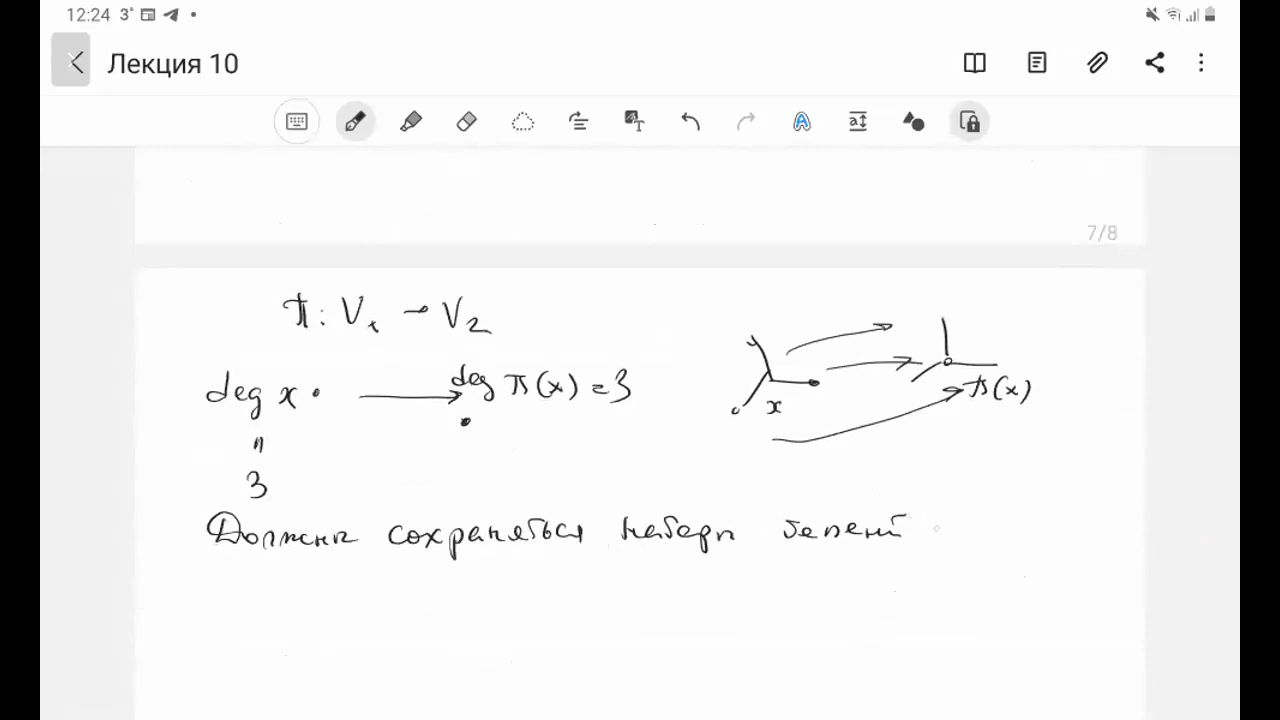 12:24 3°
Лекция 10
7/8
π: V₁ → V₂
deg x · → deg π(x) = 3
"
3
x π(x)
Должны сохраняться наборы степеней